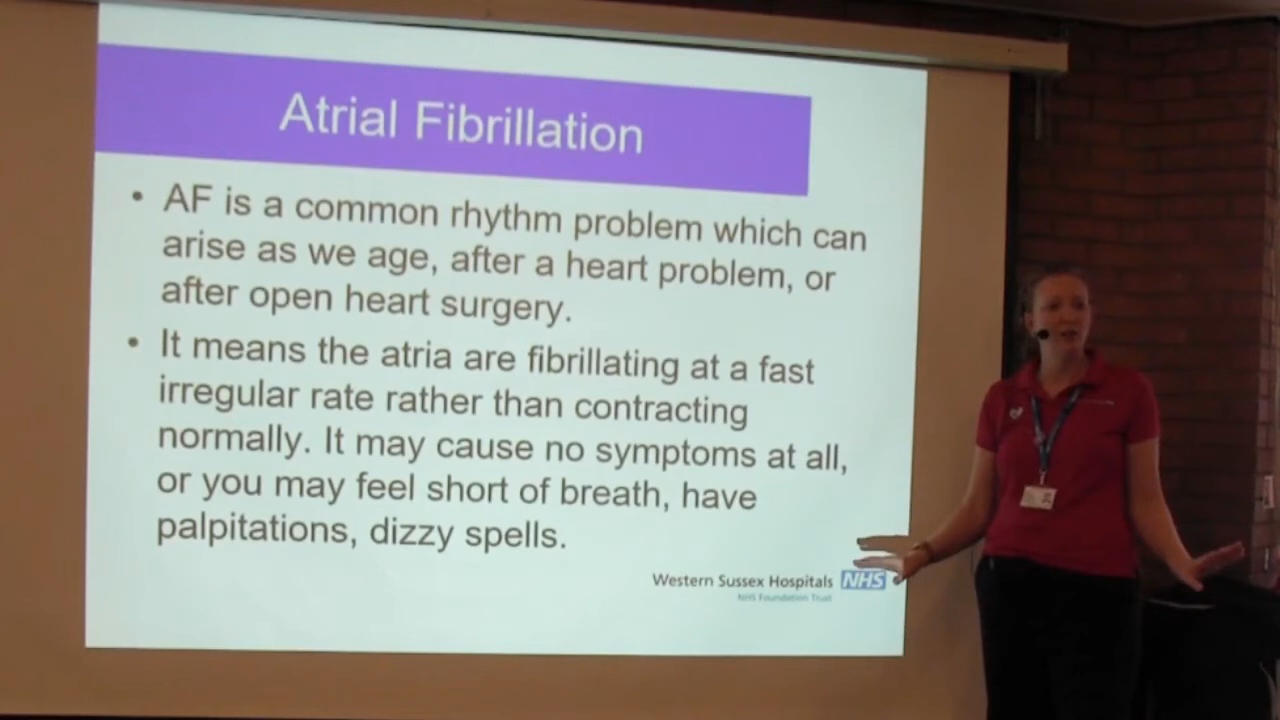 Atrial Fibrillation
• AF is a common rhythm problem which can
arise as we age, after a heart problem, or
after open heart surgery.
• It means the atria are fibrillating at a fast
irregular rate rather than contracting
normally. It may cause no symptoms at all,
or you may feel short of breath, have
palpitations, dizzy spells.
Western Sussex Hospitals NHS
NHS Foundation Trust